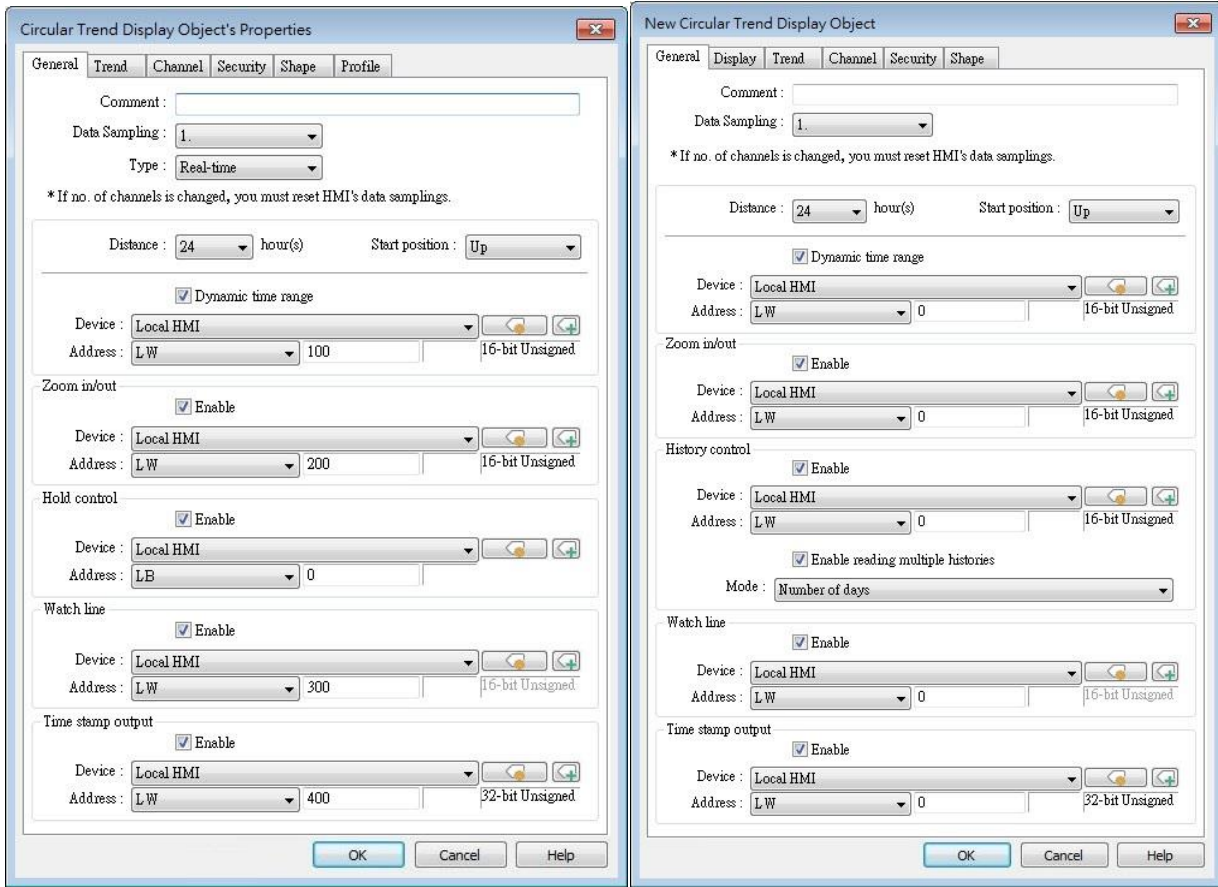 Circular Trend Display Object's Properties
General Trend Channel Security Shape Profile
Comment :
Data Sampling : 1.
Type : Real-time
* If no. of channels is changed, you must reset HMI's data samplings.
Distance : 24 hour(s) Start position : Up
Dynamic time range
Device : Local HMI
Address : LW 100 16-bit Unsigned
Zoom in/out
Enable
Device : Local HMI
Address : LW 200 16-bit Unsigned
Hold control
Enable
Device : Local HMI
Address : LB 0
Watch line
Enable
Device : Local HMI
Address : LW 300 16-bit Unsigned
Time stamp output
Enable
Device : Local HMI
Address : LW 400 32-bit Unsigned
OK Cancel Help
New Circular Trend Display Object
General Display Trend Channel Security Shape
Comment :
Data Sampling : 1.
* If no. of channels is changed, you must reset HMI's data samplings.
Distance : 24 hour(s) Start position : Up
Dynamic time range
Device : Local HMI
Address : LW 0 16-bit Unsigned
Zoom in/out
Enable
Device : Local HMI
Address : LW 0 16-bit Unsigned
History control
Enable
Device : Local HMI
Address : LW 0 16-bit Unsigned
Enable reading multiple histories
Mode : Number of days
Watch line
Enable
Device : Local HMI
Address : LW 0 16-bit Unsigned
Time stamp output
Enable
Device : Local HMI
Address : LW 0 32-bit Unsigned
OK Cancel Help